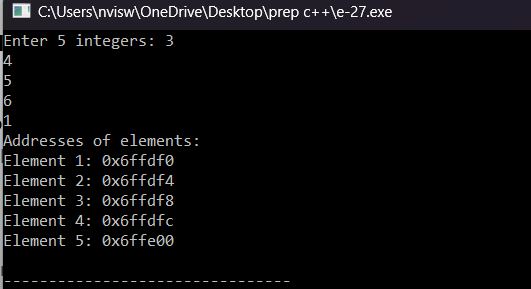 C:\Users\nvisw\OneDrive\Desktop\prep c++\e-27.exe
Enter 5 integers: 3
4
5
6
1
Addresses of elements:
Element 1: 0x6ffdf0
Element 2: 0x6ffdf4
Element 3: 0x6ffdf8
Element 4: 0x6ffdfc
Element 5: 0x6ffe00
--------------------------------